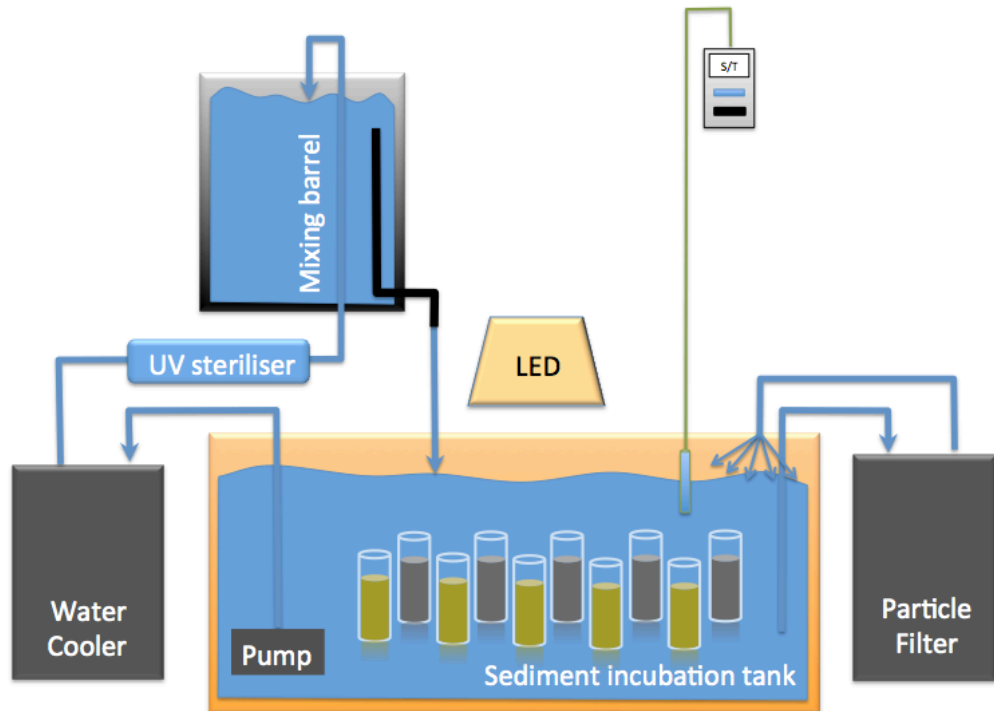 S/T
Mixing barrel
UV steriliser
LED
Water
Cooler
Pump
Sediment incubation tank
Particle
Filter